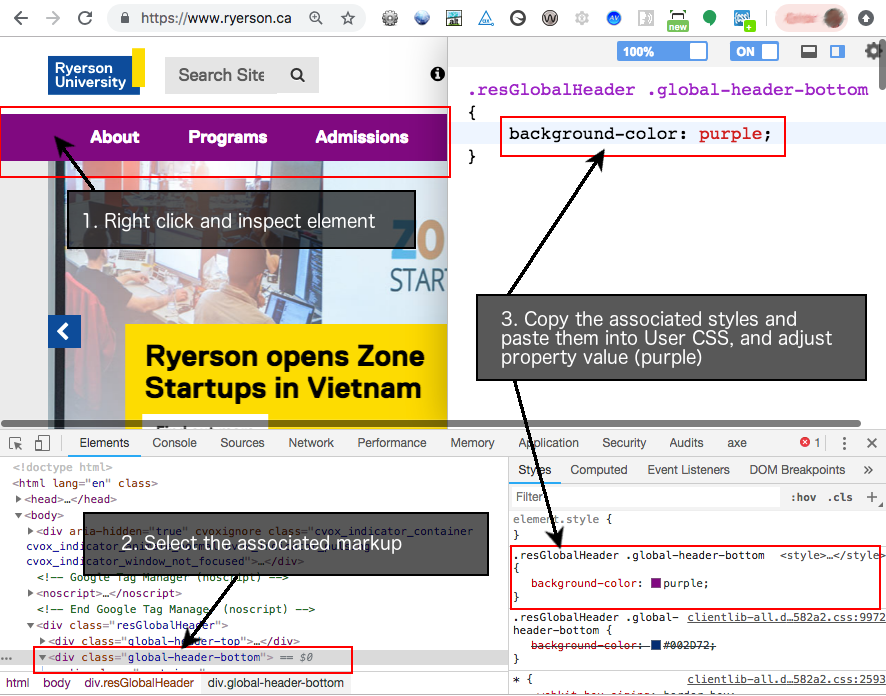 https://www.ryerson.ca
new
Ryerson
University
Search Site
100%
ON
.resGlobalHeader .global-header-bottom
{
background-color: purple;
}
About
Programs
Admissions
1. Right click and inspect element
ZO
START
3. Copy the associated styles and
paste them into User CSS, and adjust
property value (purple)
Ryerson opens Zone
Startups in Vietnam
Elements
Console
Sources
Network
Performance
Memory
Application
Security
Audits
axe
1
<!doctype html>
<html lang="en" class>
<head>…</head>
<body>
<div aria-hidden="true" cvoxignore class="cvox_indicator_container
cvox_indicator_window_not_focused">…</div>
2. Select the associated markup
<!-- Google Tag Manager (noscript) -->
<noscript>…</noscript>
<!-- End Google Tag Manager (noscript) -->
<div class="resGlobalHeader">
<div class="global-header-top">…</div>
<div class="global-header-bottom"> == $0
html body div.resGlobalHeader div.global-header-bottom
Styles
Computed
Event Listeners
DOM Breakpoints
»
Filter
:hov .cls +
element.style {
}
.resGlobalHeader .global-header-bottom <style>…</style>
{
background-color: purple;
}
.resGlobalHeader .global- clientlib-all.d…582a2.css:9972
header-bottom {
background-color: #002D72;
}
* { clientlib-all.d…582a2.css:2593